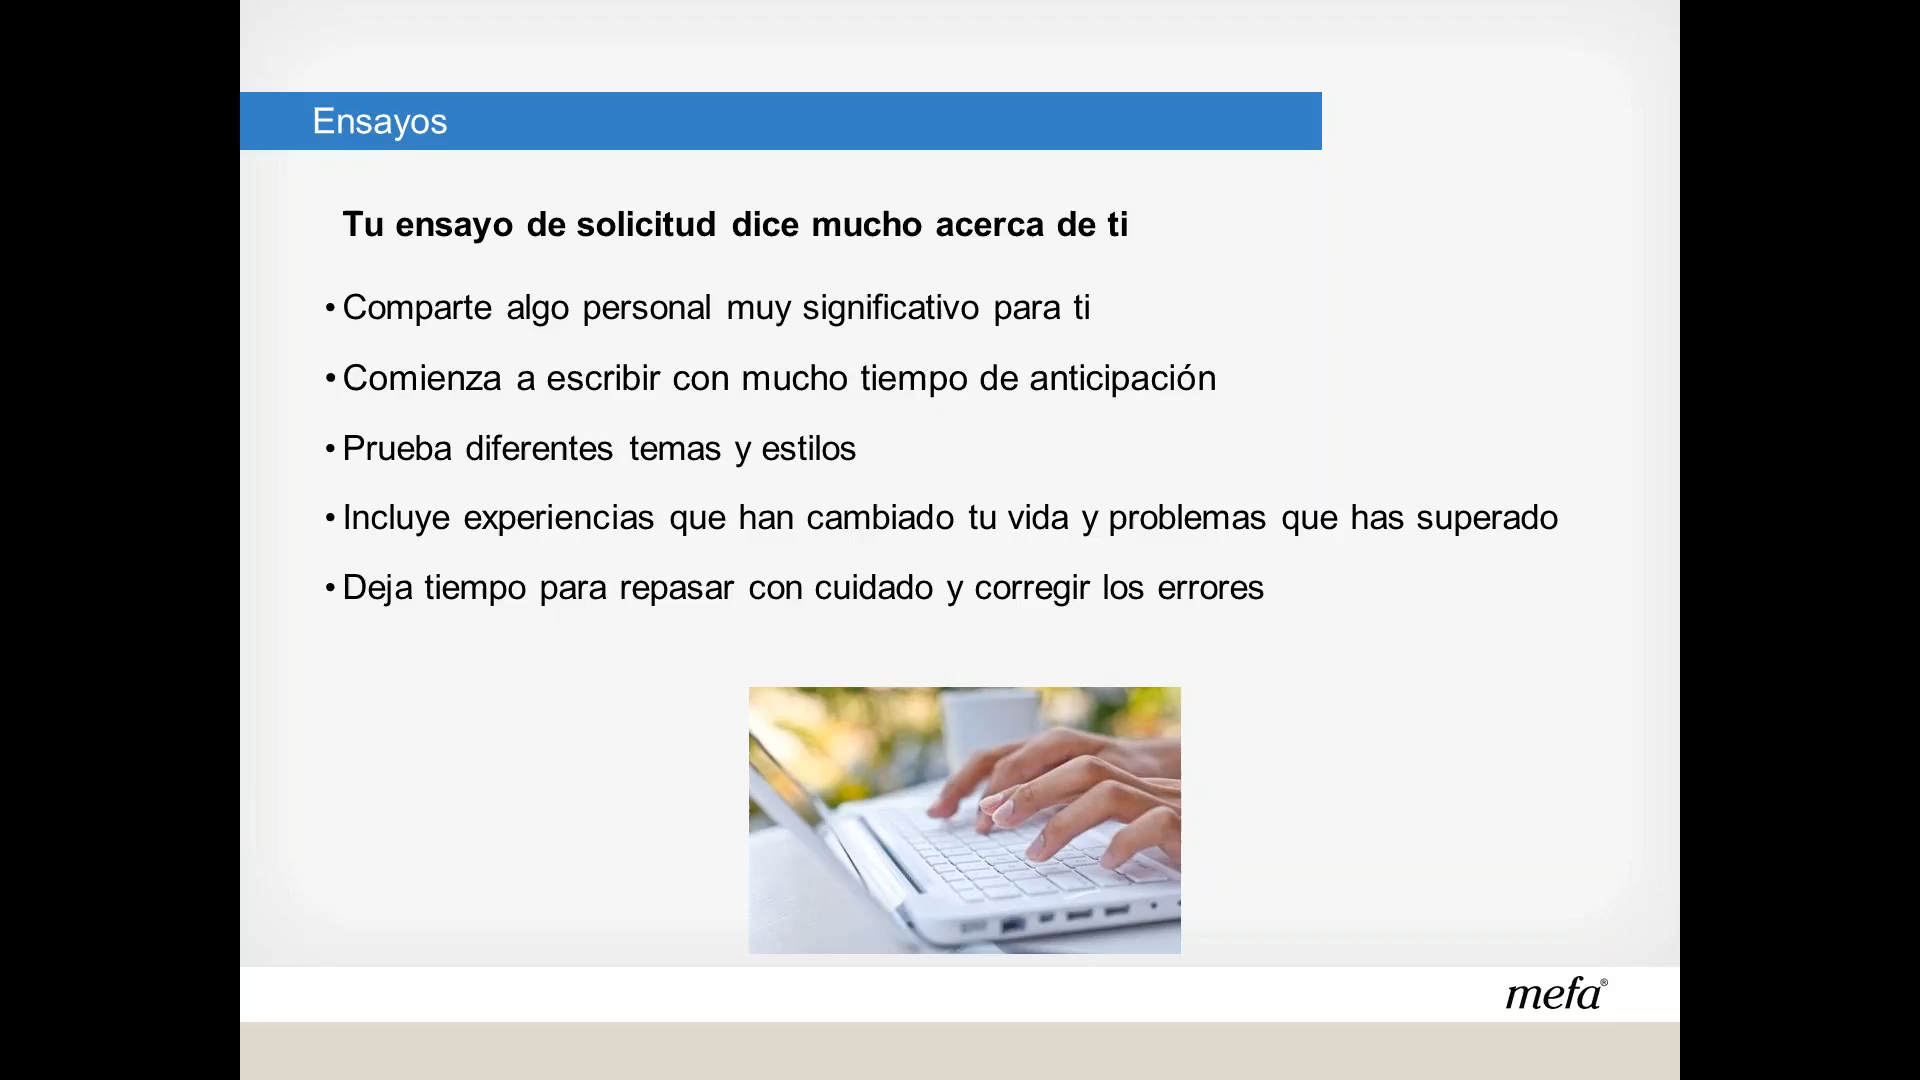 Ensayos
Tu ensayo de solicitud dice mucho acerca de ti
• Comparte algo personal muy significativo para ti
• Comienza a escribir con mucho tiempo de anticipación
• Prueba diferentes temas y estilos
• Incluye experiencias que han cambiado tu vida y problemas que has superado
• Deja tiempo para repasar con cuidado y corregir los errores
mefa®